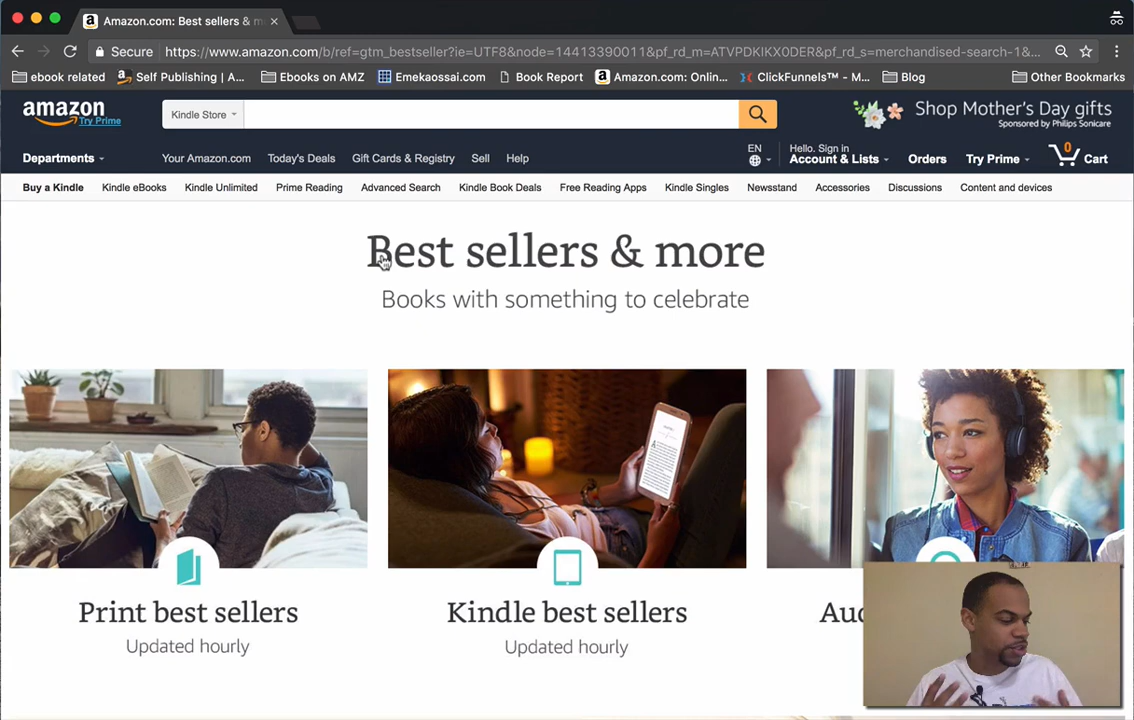 Amazon.com: Best sellers & m
Secure
https://www.amazon.com/b/ref=gtm_bestseller?ie=UTF8&node=14413390011&pf_rd_m=ATVPDKIKX0DER&pf_rd_s=merchandised-search-1&...
ebook related
Self Publishing | A...
Ebooks on AMZ
Emekaossai.com
Book Report
Amazon.com: Onlin...
ClickFunnels™ - M...
Blog
Other Bookmarks
amazon
Try Prime
Kindle Store
Shop Mother's Day gifts
Sponsored by Philips Sonicare
Departments
Your Amazon.com
Today's Deals
Gift Cards & Registry
Sell
Help
EN
Hello. Sign in
Account & Lists
Orders
Try Prime
0
Cart
Buy a Kindle
Kindle eBooks
Kindle Unlimited
Prime Reading
Advanced Search
Kindle Book Deals
Free Reading Apps
Kindle Singles
Newsstand
Accessories
Discussions
Content and devices
Best sellers & more
Books with something to celebrate
Print best sellers
Updated hourly
Kindle best sellers
Updated hourly